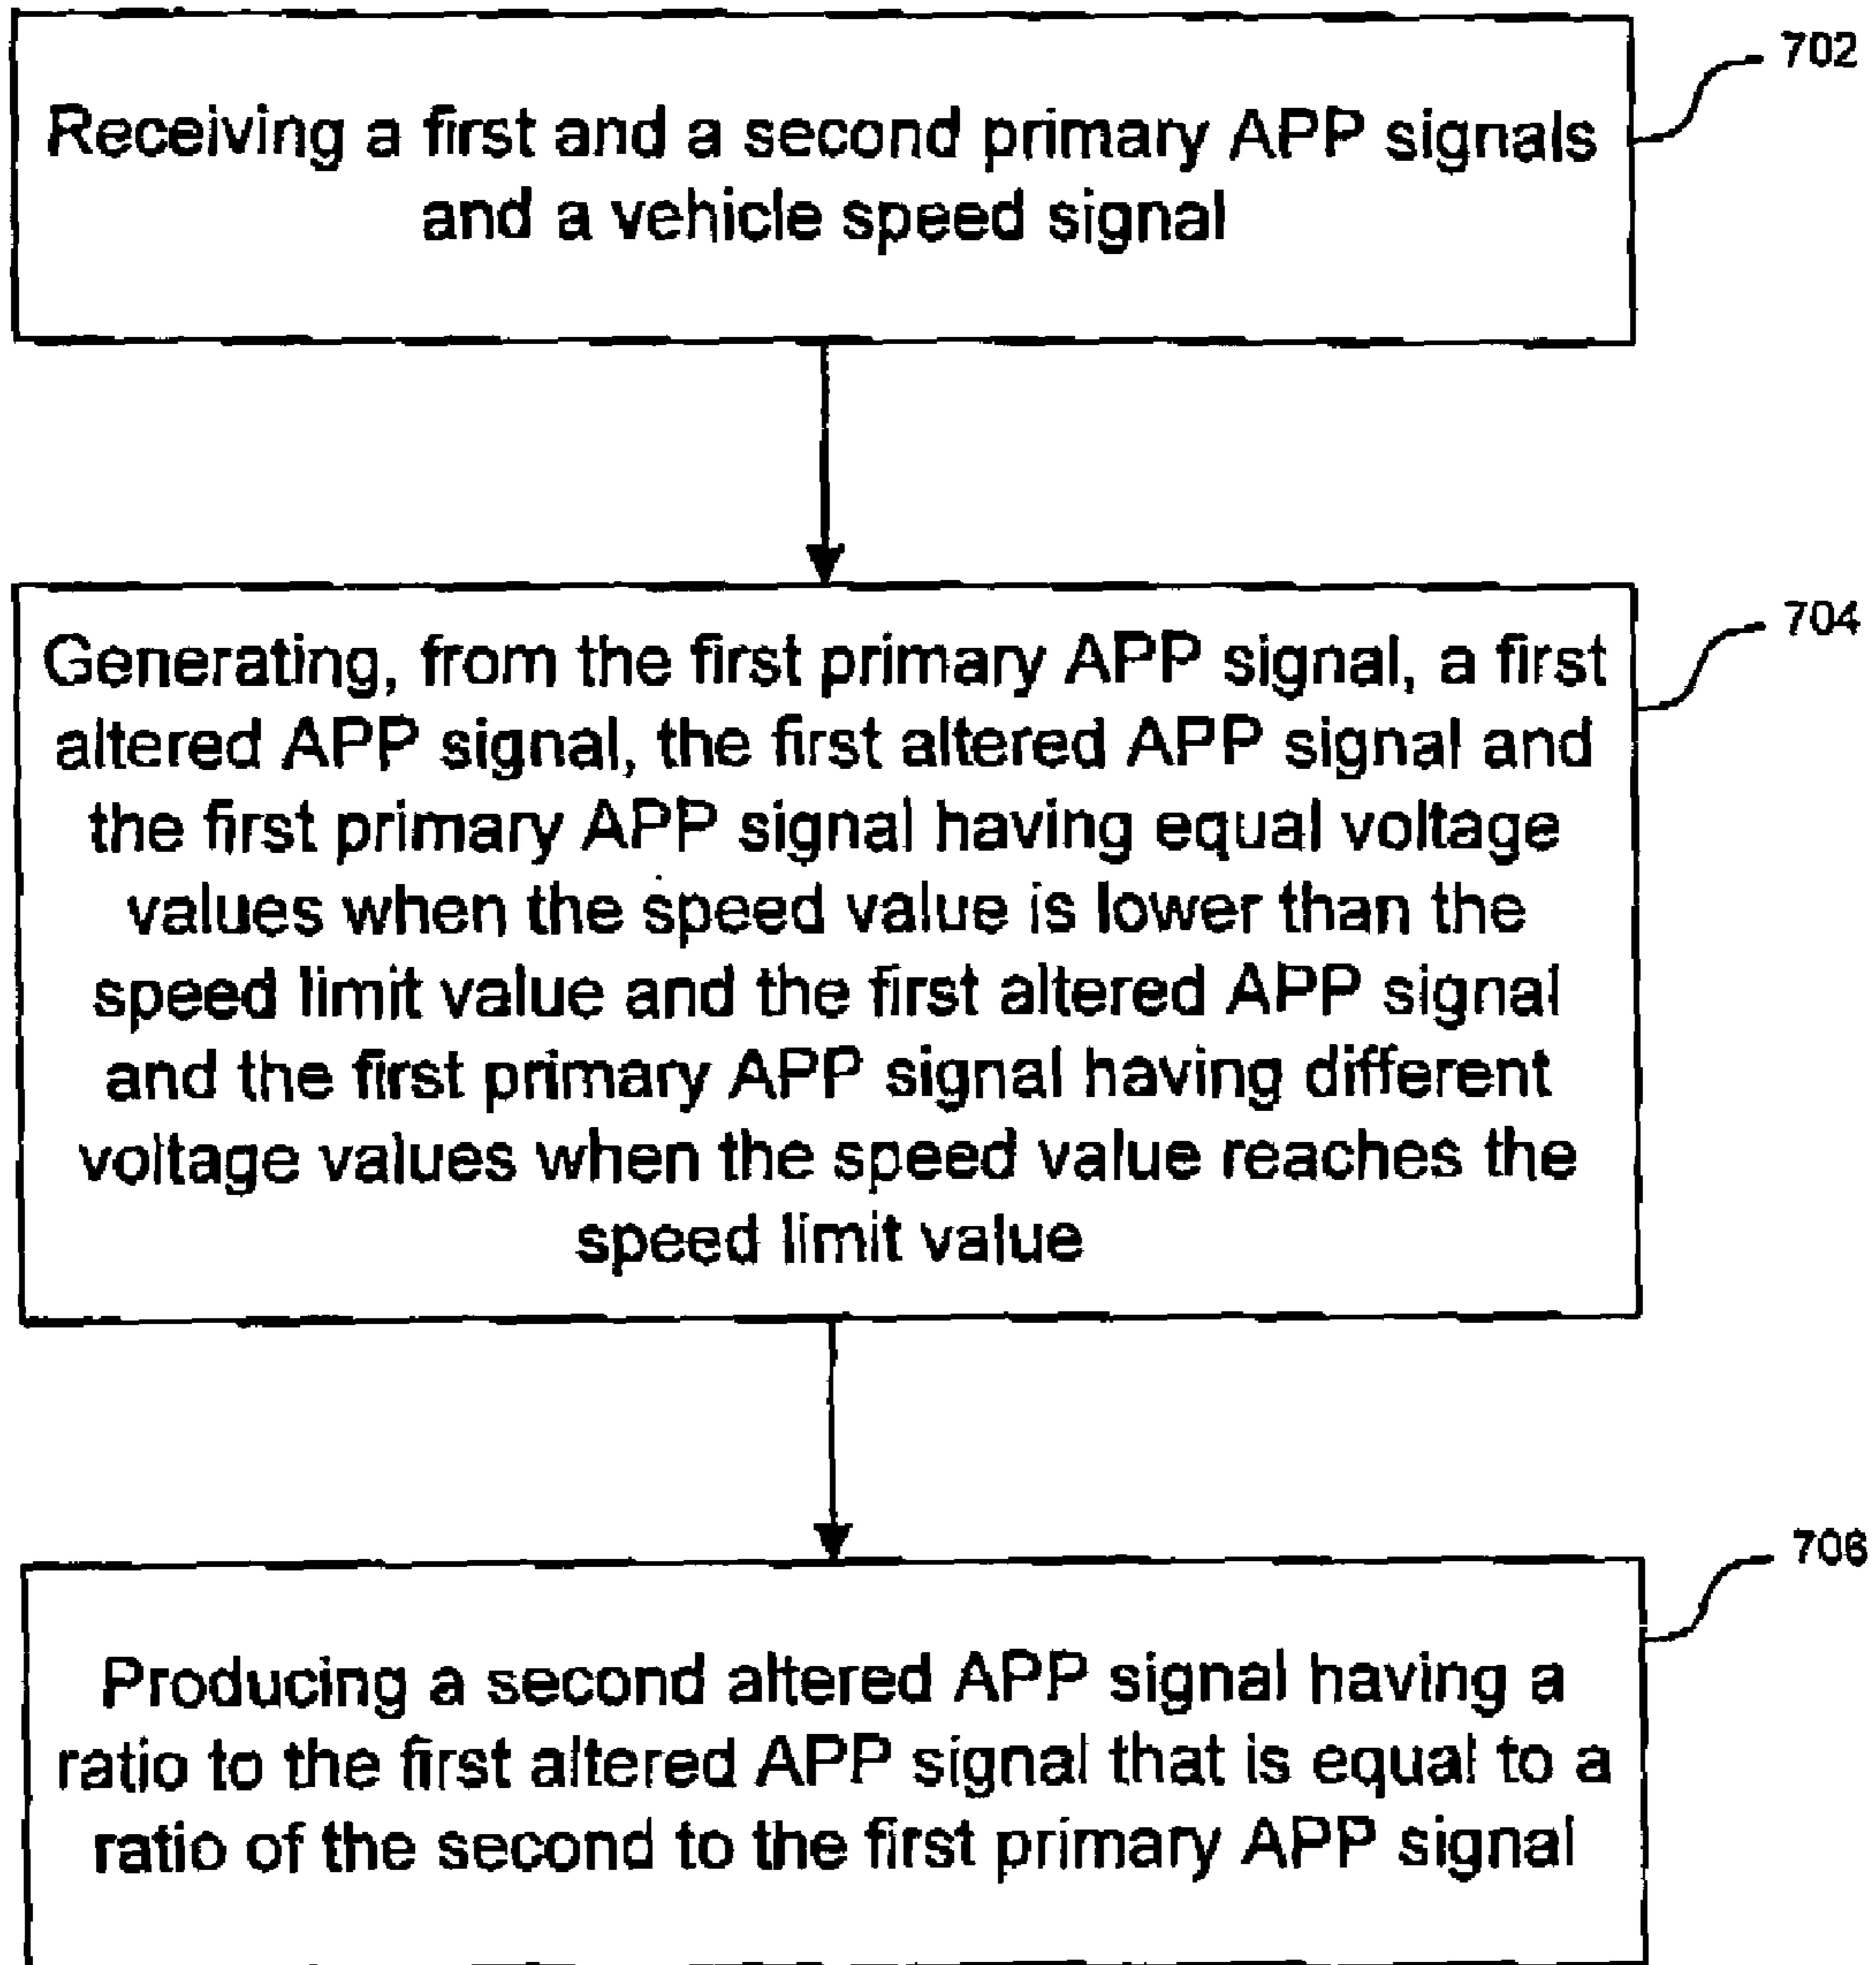 702
Receiving a first and a second primary APP signals
and a vehicle speed signal
704
Generating, from the first primary APP signal, a first
altered APP signal, the first altered APP signal and
the first primary APP signal having equal voltage
values when the speed value is lower than the
speed limit value and the first altered APP signal
and the first primary APP signal having different
voltage values when the speed value reaches the
speed limit value
706
Producing a second altered APP signal having a
ratio to the first altered APP signal that is equal to a
ratio of the second to the first primary APP signal